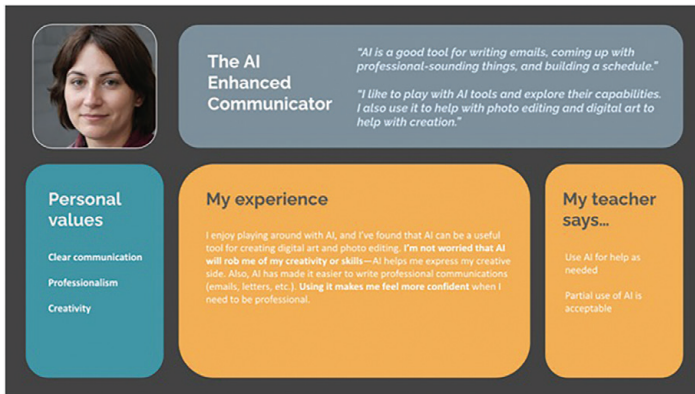 The AI
Enhanced
Communicator
“AI is a good tool for writing emails, coming up with
professional-sounding things, and building a schedule.”
“I like to play with AI tools and explore their capabilities.
I also use it to help with photo editing and digital art to
help with creation.”
Personal
values
Clear communication
Professionalism
Creativity
My experience
I enjoy playing around with AI, and I’ve found that AI can be a useful
tool for creating digital art and photo editing. I’m not worried that AI
will rob me of my creativity or skills—AI helps me express my creative
side. Also, AI has made it easier to write professional communications
(emails, letters, etc.). Using it makes me feel more confident when I
need to be professional.
My teacher
says…
Use AI for help as
needed
Partial use of AI is
acceptable